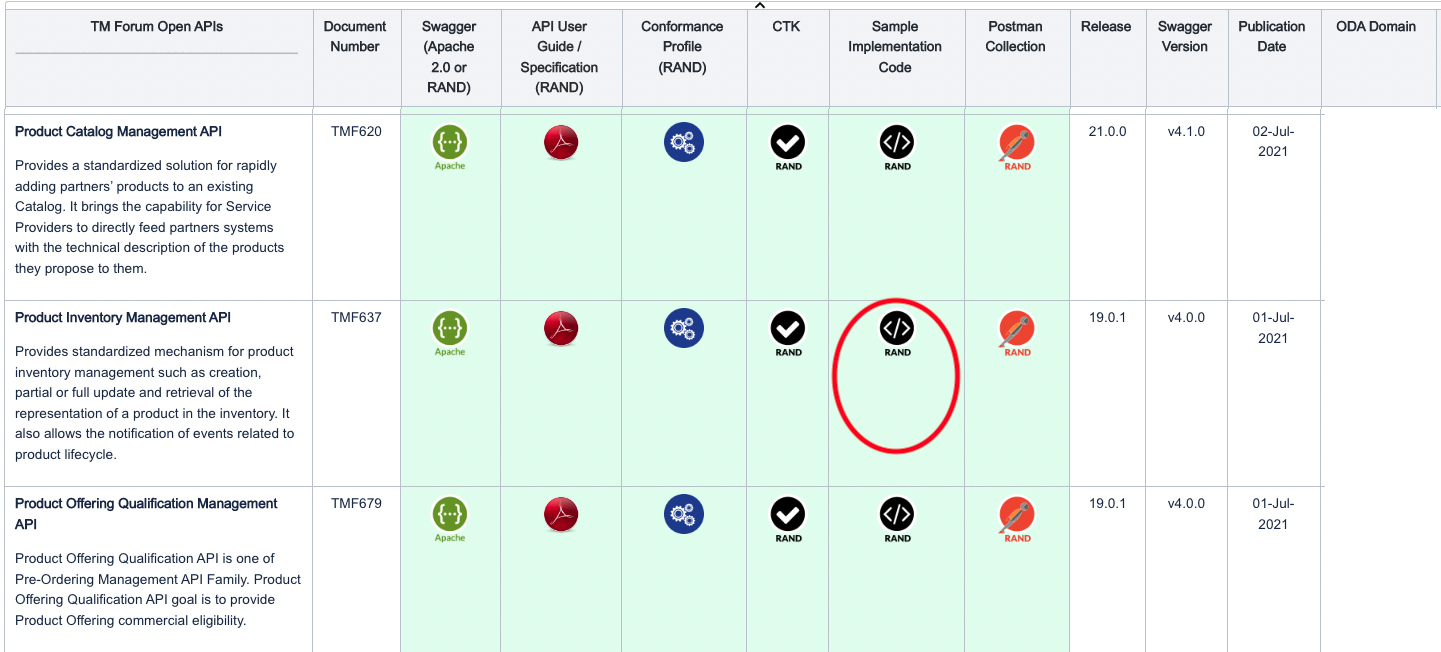 TM Forum Open APIs
Document
Number
Swagger
(Apache
2.0 or
RAND)
API User
Guide /
Specification
(RAND)
Conformance
Profile
(RAND)
CTK
Sample
Implementation
Code
Postman
Collection
Release
Swagger
Version
Publication
Date
ODA Domain
Product Catalog Management API
Provides a standardized solution for rapidly
adding partners’ products to an existing
Catalog. It brings the capability for Service
Providers to directly feed partners systems
with the technical description of the products
they propose to them.
TMF620
Apache
RAND
RAND
RAND
21.0.0
v4.1.0
02-Jul-
2021
Product Inventory Management API
Provides standardized mechanism for product
inventory management such as creation,
partial or full update and retrieval of the
representation of a product in the inventory. It
also allows the notification of events related to
product lifecycle.
TMF637
Apache
RAND
RAND
RAND
19.0.1
v4.0.0
01-Jul-
2021
Product Offering Qualification Management
API
Product Offering Qualification API is one of
Pre-Ordering Management API Family. Product
Offering Qualification API goal is to provide
Product Offering commercial eligibility.
TMF679
Apache
RAND
RAND
RAND
19.0.1
v4.0.0
01-Jul-
2021